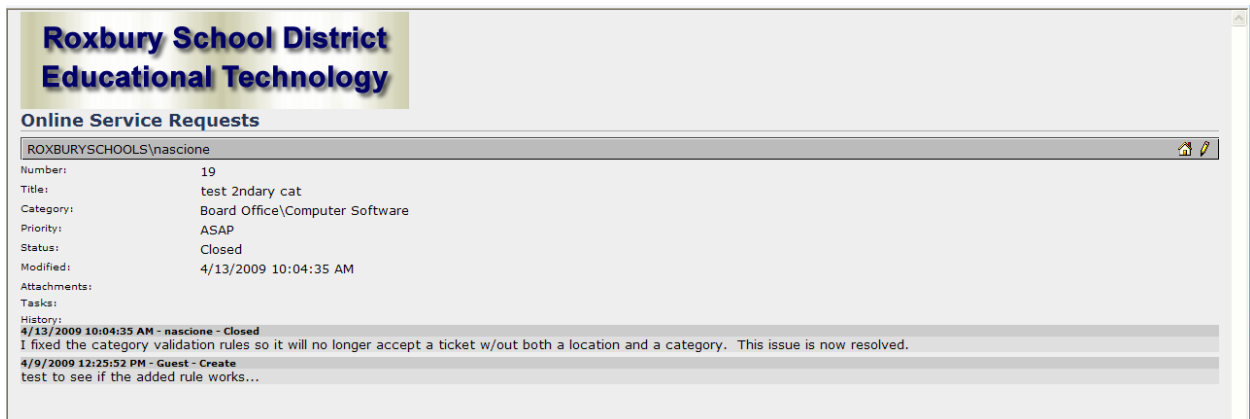 Roxbury School District
Educational Technology
Online Service Requests
ROXBURYSCHOOLS\nascione
Number: 19
Title: test 2ndary cat
Category: Board Office\Computer Software
Priority: ASAP
Status: Closed
Modified: 4/13/2009 10:04:35 AM
Attachments:
Tasks:
History:
4/13/2009 10:04:35 AM - nascione - Closed
I fixed the category validation rules so it will no longer accept a ticket w/out both a location and a category.  This issue is now resolved.
4/9/2009 12:25:52 PM - Guest - Create
test to see if the added rule works...